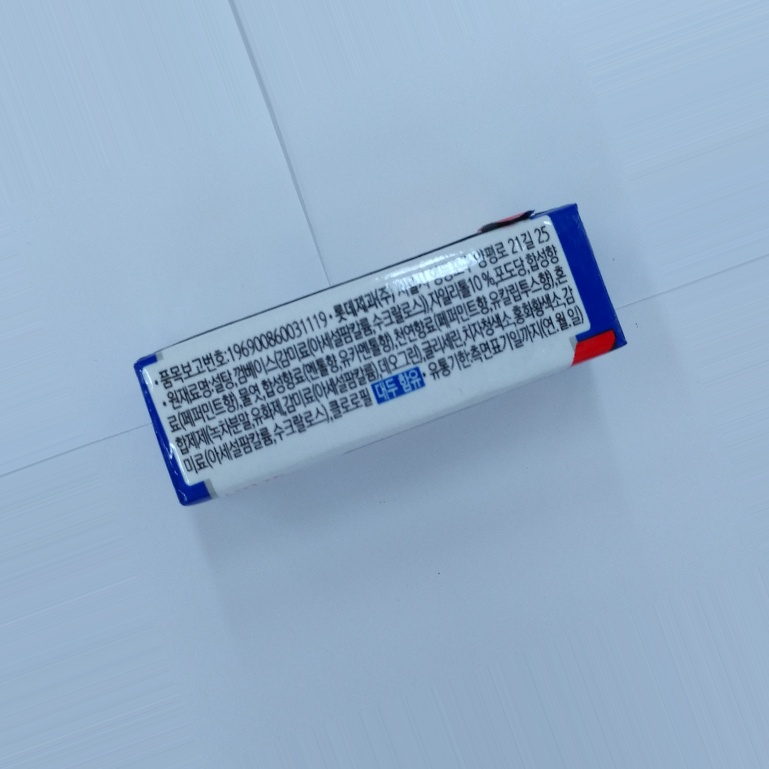 •품목보고번호:196900860031119•롯데제과(주) 서울시 양평로 21길 25
•원재료명:설탕,껌베이스(감미료(아세설팜칼륨,수크랄로스),자일리톨10%,포도당,합성향
료(페퍼민트향),물엿,합성향료(멘톨향,유카멘톨향),천연향료(페퍼민트향,유칼립투스향),혼
합제제(녹차분말,유화제,감미료(아세설팜칼륨),네오그레),글리세린,치자청색소,홍화황색소,감
미료(아세설팜칼륨,수크랄로스),클로로필 대두 함유 •유통기한:측면표기일까지(연.월.일)